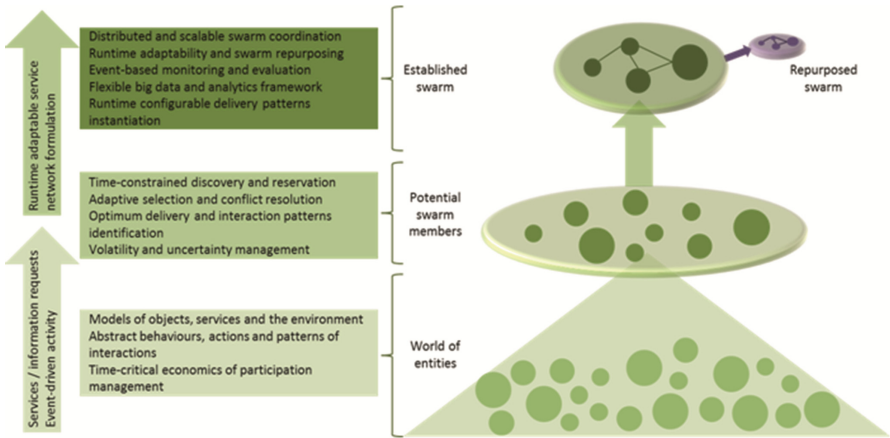 Runtime adaptable service
network formulation
Distributed and scalable swarm coordination
Runtime adaptability and swarm repurposing
Event-based monitoring and evaluation
Flexible big data and analytics framework
Runtime configurable delivery patterns
instantiation
Established
swarm
Repurposed
swarm
Time-constrained discovery and reservation
Adaptive selection and conflict resolution
Optimum delivery and interaction patterns
identification
Volatility and uncertainty management
Potential
swarm
members
Services / information requests
Event-driven activity
Models of objects, services and the environment
Abstract behaviours, actions and patterns of
interactions
Time-critical economics of participation
management
World of
entities